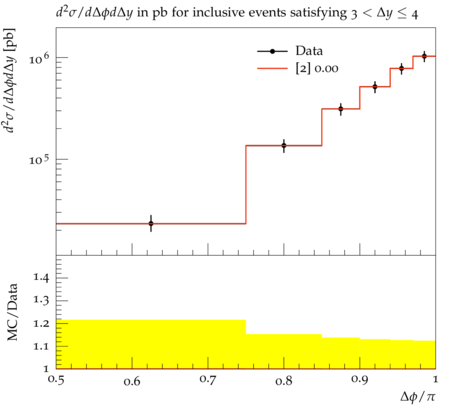 d²σ/dΔϕdΔy in pb for inclusive events satisfying 3 < Δy ≤ 4
d²σ/dΔϕdΔy [pb]
10⁶
Data
[2] 0.00
10⁵
MC/Data
1.4
1.3
1.2
1.1
1
0.5 0.6 0.7 0.8 0.9 1
Δϕ/π